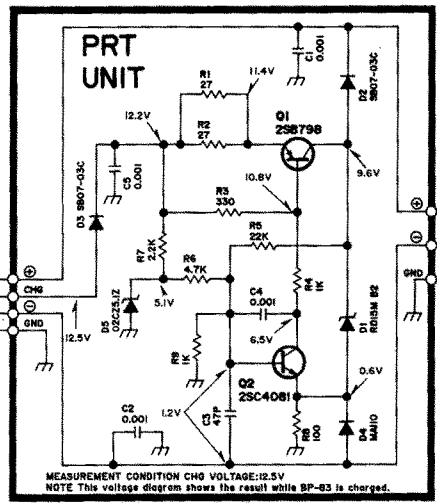 PRT
UNIT
C1
0.001
R1
27
11.4V
D2
SB07-03C
12.2V
R2
27
Q1
2SB798
C5
0.001
D3 SB07-03C
10.8V
9.6V
R3
330
R5
22K
R7
2.2K
R6
4.7K
R4
1K
⊕
CHG
⊖
GND
⊕
⊖
GND
5.1V
C4
0.001
D5
02CZ5.1Z
12.5V
6.5V
D1
RD15M B2
R9
1K
Q2
2SC4081
0.6V
1.2V
C3
47P
R8
100
D4
MA110
C2
0.001
MEASUREMENT CONDITION CHG VOLTAGE:12.5V
NOTE This voltage diagram shows the result while BP-83 is charged.